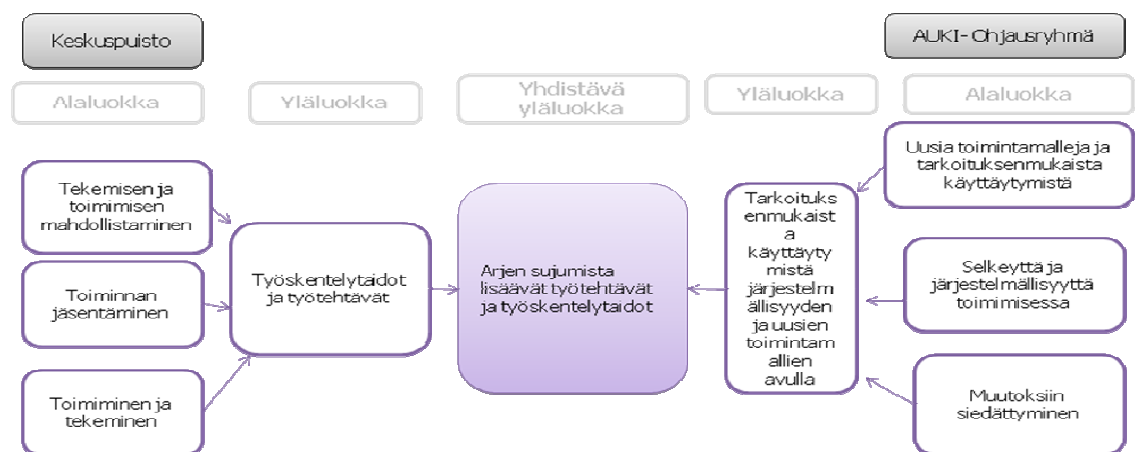 Keskuspuisto
AUKI-Ohjausryhmä
Alaluokka
Yläluokka
Yhdistävä
yläluokka
Yläluokka
Alaluokka
Tekemisen ja
toimimisen
mahdollistaminen
Toiminnan
jäsentäminen
Toimiminen ja
tekeminen
Työskentelytaidot
ja työtehtävät
Arjen sujumista
lisäävät työtehtävät
ja työskentelytaidot
Tarkoituks
enmukaist
a
käyttäyty
mistä
järjestelm
ällisyyden
ja uusien
toimintam
allien
avulla
Uusia toimintamalleja ja
tarkoituksenmukaista
käyttäytymistä
Selkeyttä ja
järjestelmällisyyttä
toimimisessa
Muutoksiin
siedättyminen